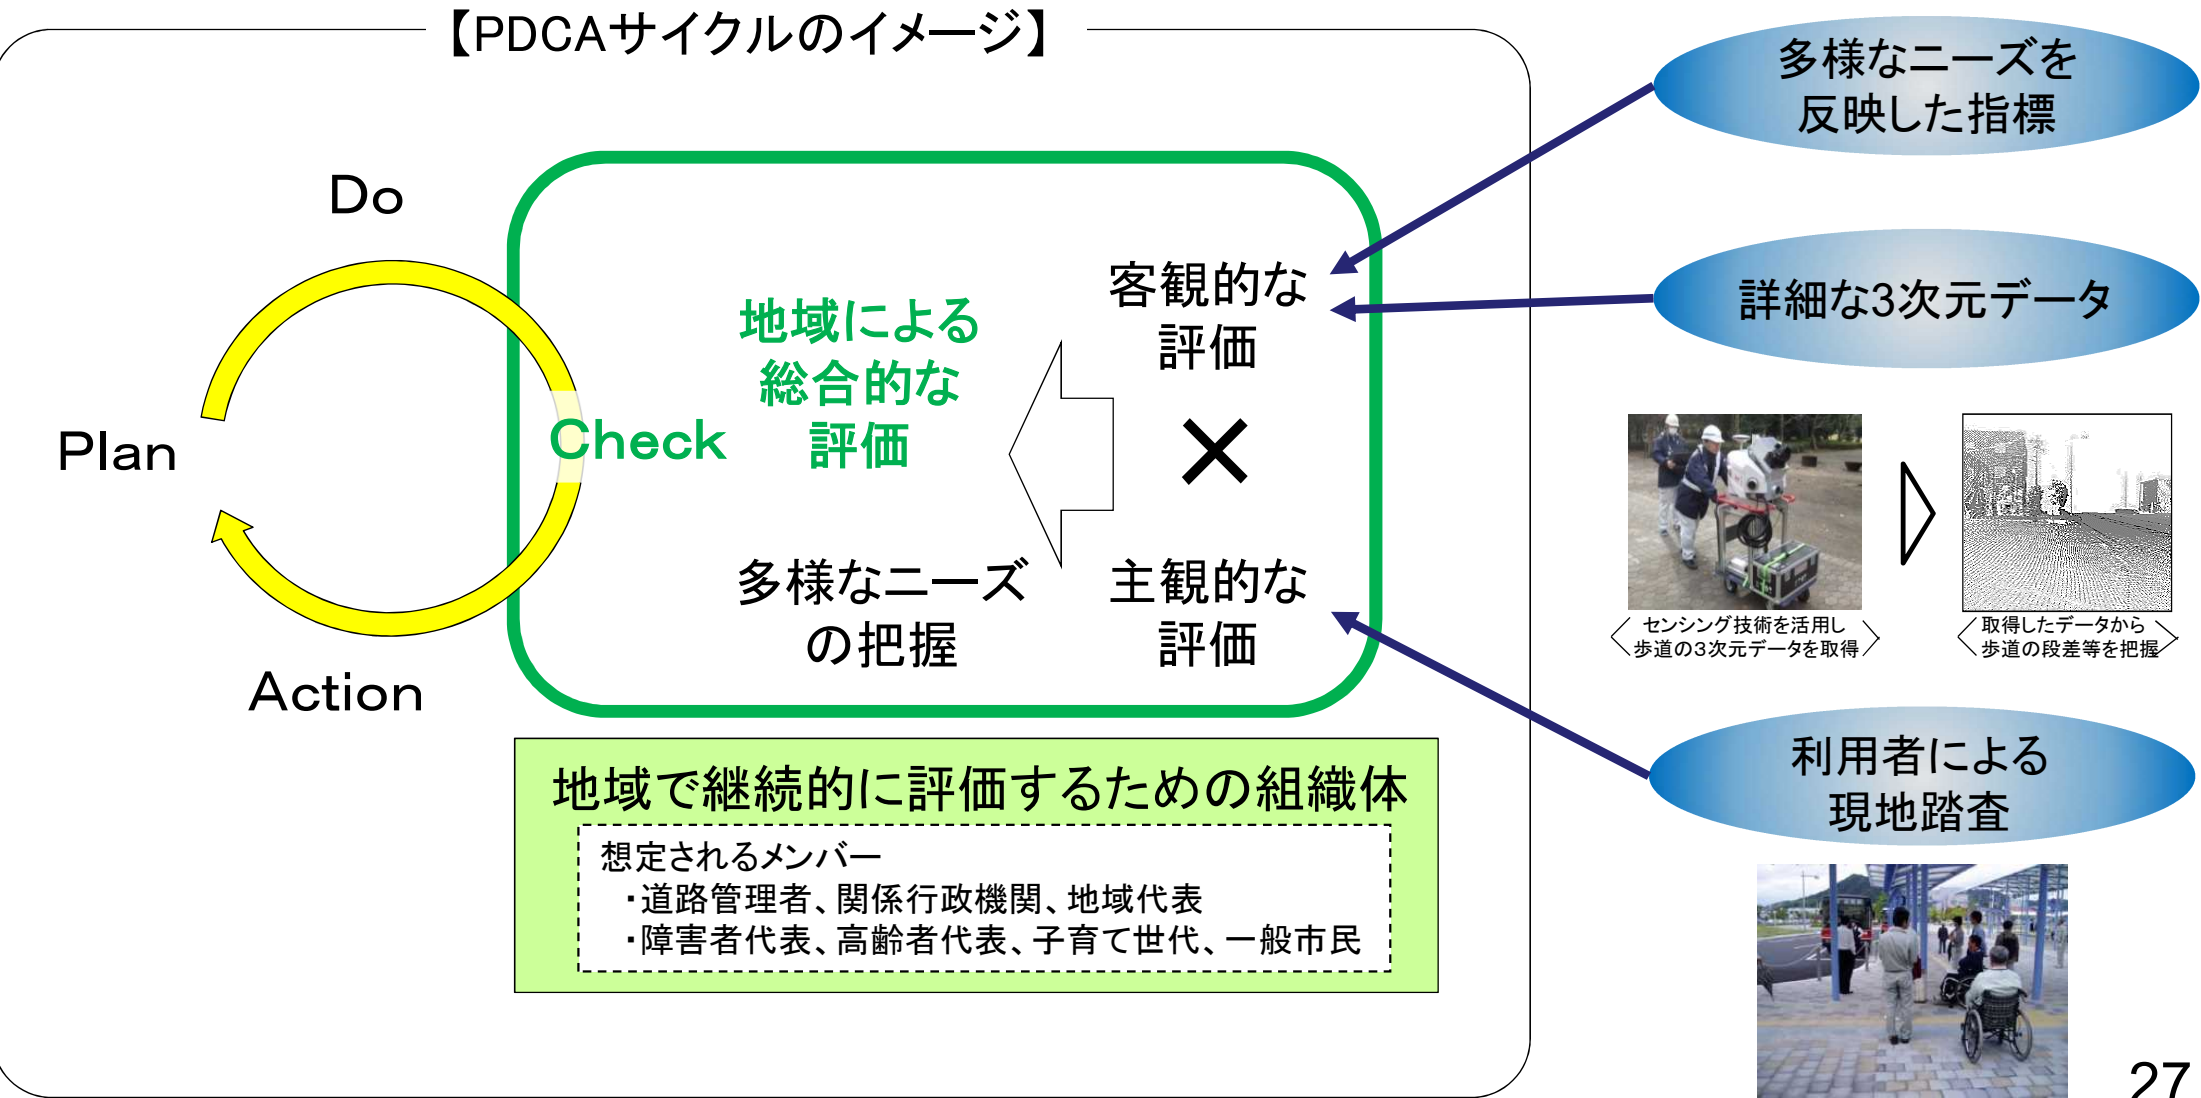 【PDCAサイクルのイメージ】
Do
Plan
Check
Action
地域による
総合的な
評価
多様なニーズ
の把握
客観的な
評価
×
主観的な
評価
地域で継続的に評価するための組織体
想定されるメンバー
・道路管理者、関係行政機関、地域代表
・障害者代表、高齢者代表、子育て世代、一般市民
多様なニーズを
反映した指標
詳細な3次元データ
センシング技術を活用し
歩道の3次元データを取得
取得したデータから
歩道の段差等を把握
利用者による
現地踏査
27